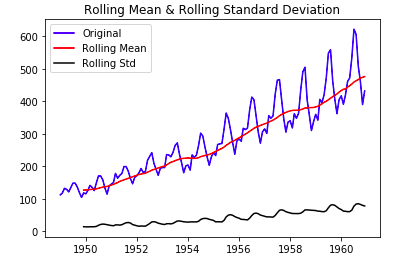 Rolling Mean & Rolling Standard Deviation
Original
Rolling Mean
Rolling Std
600
500
400
300
200
100
0
1950 1952 1954 1956 1958 1960